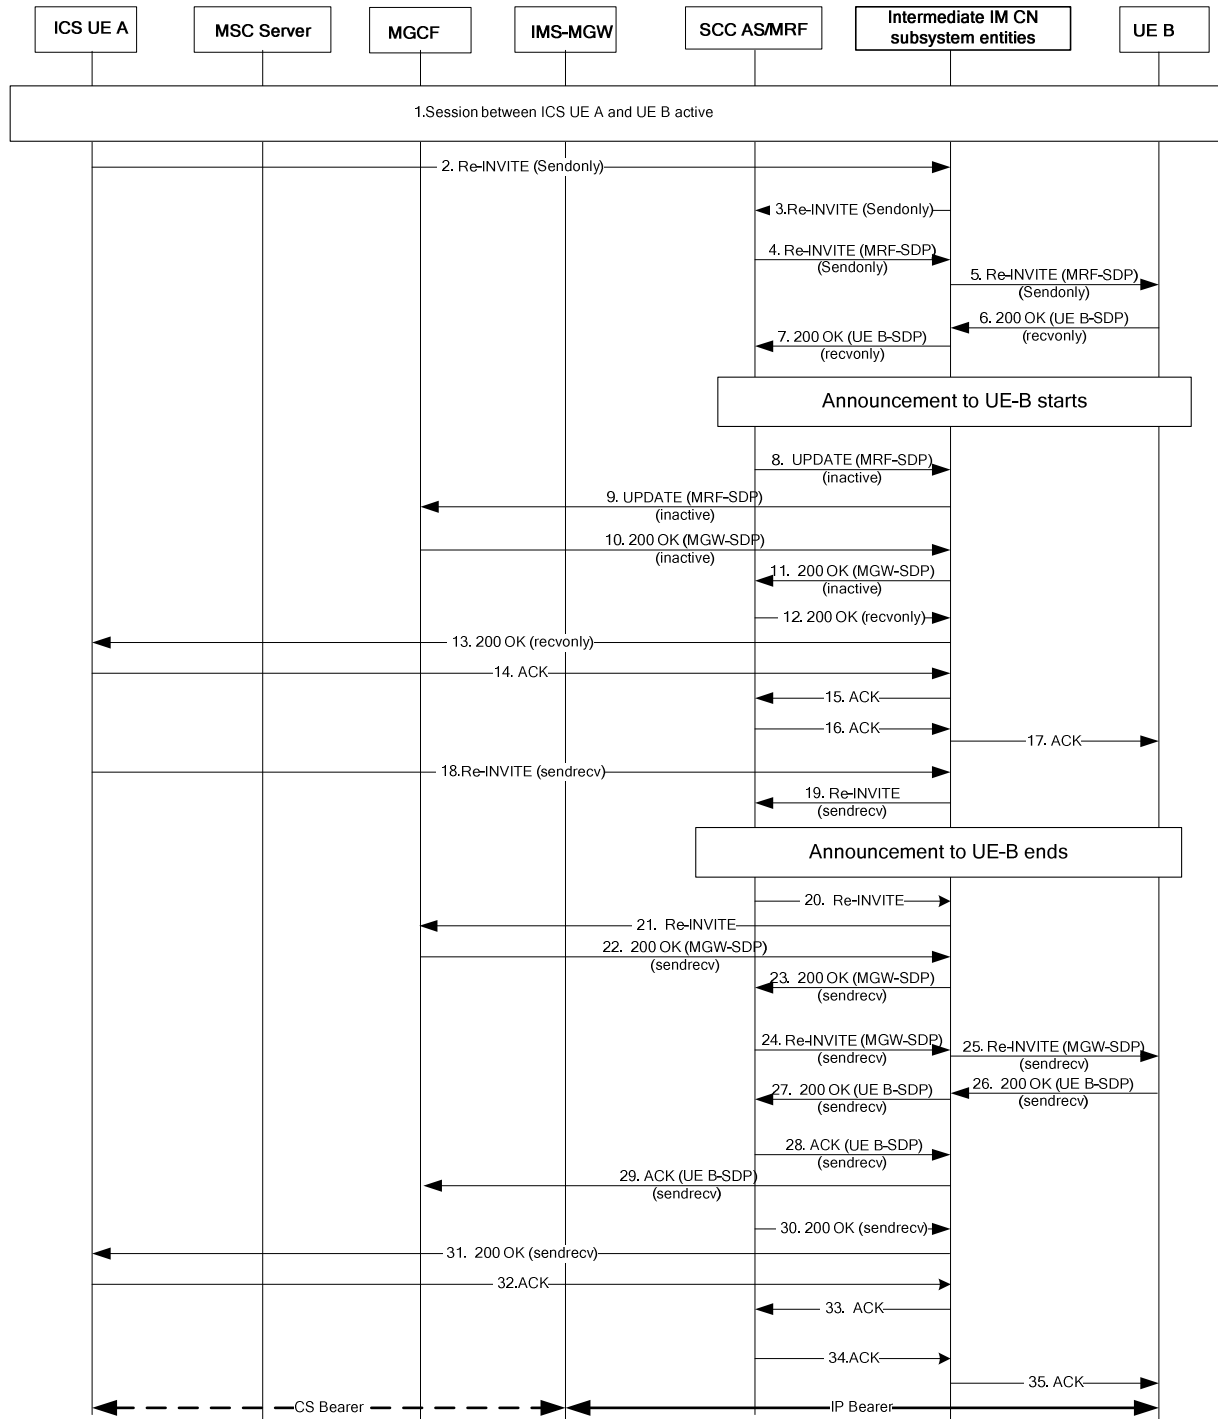 ICS UE A
MSC Server
MGCF
IMS-MGW
SCC AS/MRF
Intermediate IM CN
subsystem entities
UE B
1.Session between ICS UE A and UE B active
2. Re-INVITE (Sendonly)
3.Re-INVITE (Sendonly)
4. Re-INVITE (MRF-SDP)
(Sendonly)
5. Re-INVITE (MRF-SDP)
(Sendonly)
6. 200 OK (UE B-SDP)
(recvonly)
7. 200 OK (UE B-SDP)
(recvonly)
Announcement to UE-B starts
8. UPDATE (MRF-SDP)
(inactive)
9. UPDATE (MRF-SDP)
(inactive)
10. 200 OK (MGW-SDP)
(inactive)
11. 200 OK (MGW-SDP)
(inactive)
12. 200 OK (recvonly)
13. 200 OK (recvonly)
14. ACK
15. ACK
16. ACK
17. ACK
18.Re-INVITE (sendrecv)
19. Re-INVITE
(sendrecv)
Announcement to UE-B ends
20. Re-INVITE
21. Re-INVITE
22. 200 OK (MGW-SDP)
(sendrecv)
23. 200 OK (MGW-SDP)
(sendrecv)
24. Re-INVITE (MGW-SDP)
(sendrecv)
25. Re-INVITE (MGW-SDP)
(sendrecv)
26. 200 OK (UE B-SDP)
(sendrecv)
27. 200 OK (UE B-SDP)
(sendrecv)
28. ACK (UE B-SDP)
(sendrecv)
29. ACK (UE B-SDP)
(sendrecv)
30. 200 OK (sendrecv)
31. 200 OK (sendrecv)
32.ACK
33. ACK
34.ACK
35. ACK
CS Bearer
IP Bearer